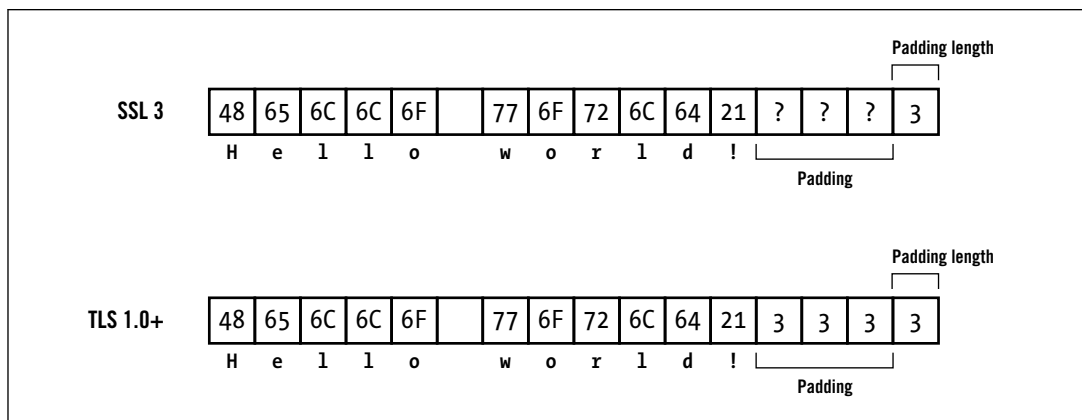 Padding length
SSL 3 48 65 6C 6C 6F 77 6F 72 6C 64 21 ? ? ? 3
H e l l o w o r l d !
Padding
Padding length
TLS 1.0+ 48 65 6C 6C 6F 77 6F 72 6C 64 21 3 3 3 3
H e l l o w o r l d !
Padding